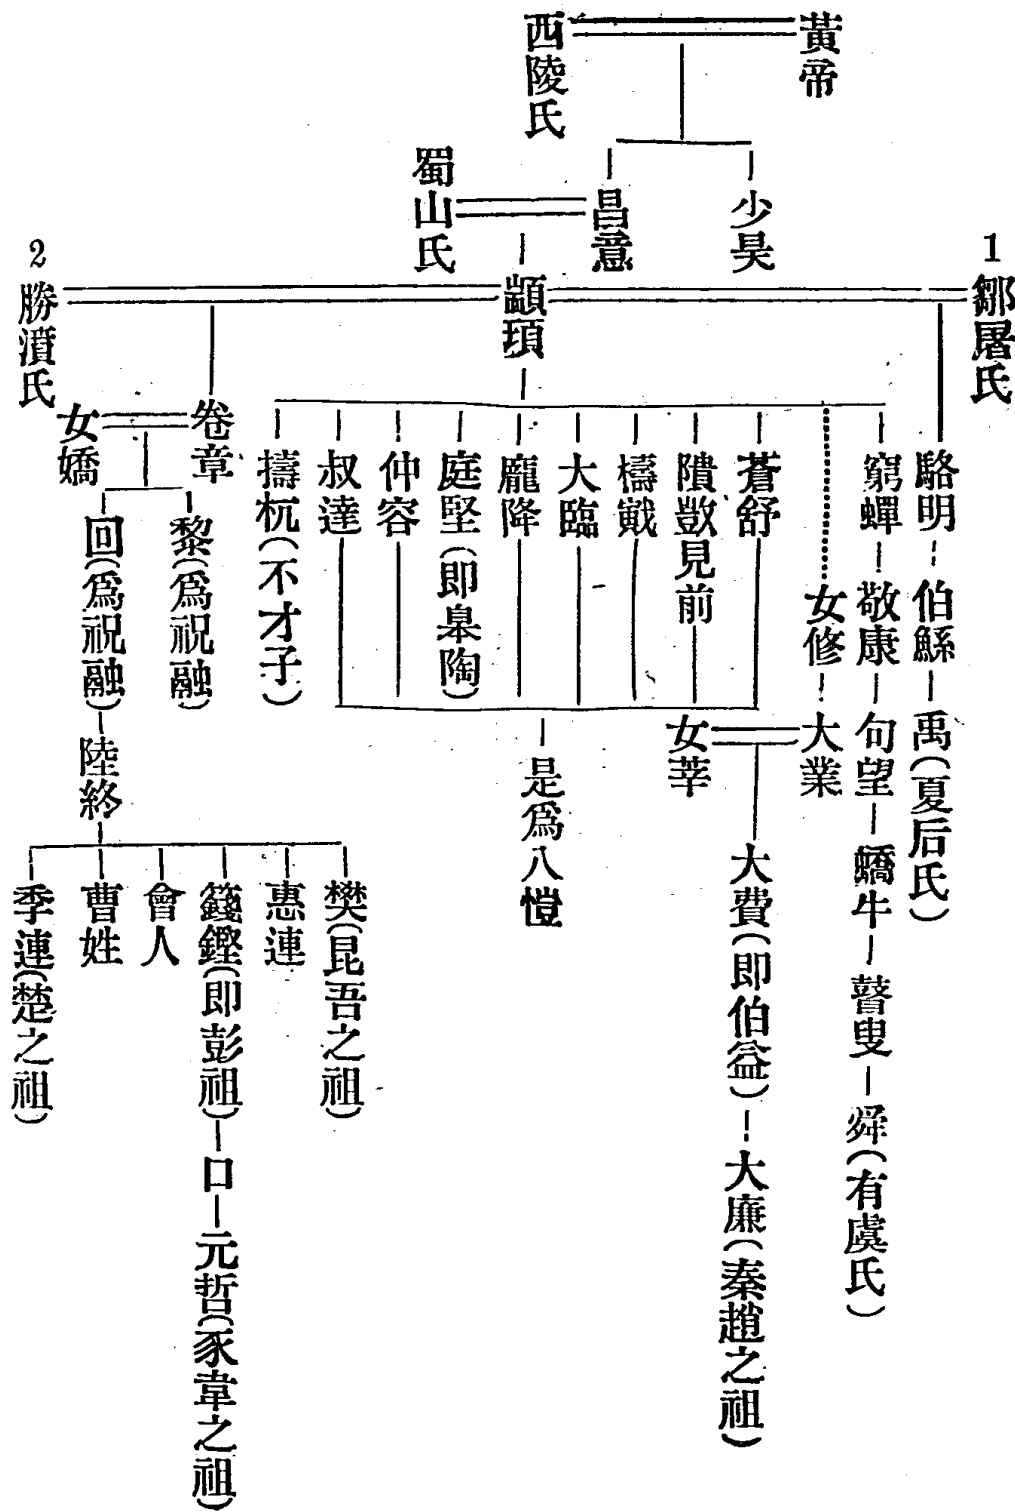 黃帝
西陵氏
少昊
昌意
蜀山氏
1
鄒屠氏
顓頊
2
勝濆氏
駱明
伯鯀
禹(夏后氏)
窮蟬
敬康
句望
蟜牛
瞽叟
舜(有虞氏)
女修
大業
女莘
大費(即伯益)
大廉(秦趙之祖)
蒼舒
隤敳見前
檮戭
大臨
龐降
庭堅(即臯陶)
仲容
叔達
是爲八愷
擣杌(不才子)
卷章
女嬌
黎(爲祝融)
回(爲祝融)
陸終
樊(昆吾之祖)
惠連
籛鏗(即彭祖)
口
元哲(豕韋之祖)
會人
曹姓
季連(楚之祖)